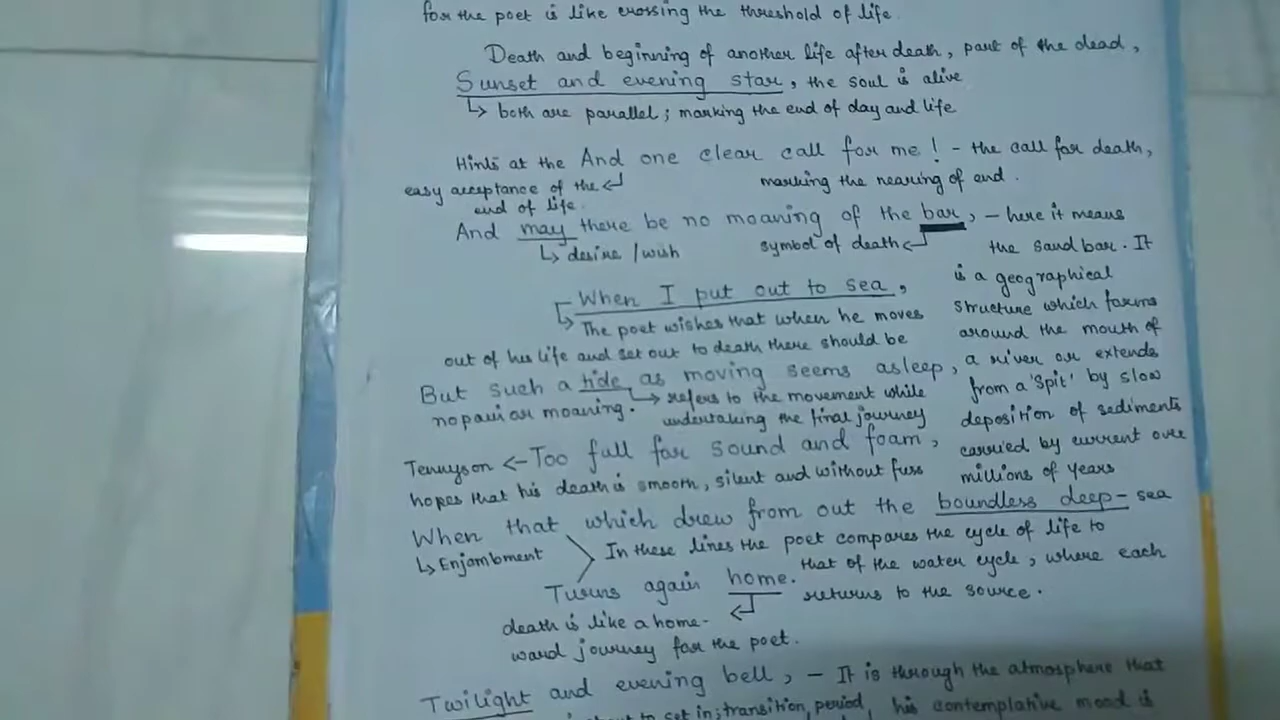 for the poet is like crossing the threshold of life.
Death and beginning of another life after death, part of the dead,
Sunset and evening star, the soul is alive
↳ both are parallel; marking the end of day and life
Hints at the And one clear call for me! - the call for death,
easy acceptance of the ↲ marking the nearing of end.
end of life.
And may there be no moaning of the bar, - here it means
↳ desire/wish symbol of death ↲ the sand bar. It
is a geographical
When I put out to sea, structure which forms
↳ The poet wishes that when he moves around the mouth of
out of his life and set out to death there should be a river or extends
But such a tide as moving seems asleep, from a 'spit' by slow
no pain or moaning. ↳ refers to the movement while
undertaking the final journey deposition of sediments
Tennyson ← Too full for sound and foam, carried by current over
hopes that his death is smooth, silent and without fuss millions of years
When that which drew from out the boundless deep - sea
↳ Enjambment In these lines the poet compares the cycle of life to
Turns again home. that of the water cycle, where each
↲ returns to the source.
death is like a home-
ward journey for the poet.
Twilight and evening bell, - It is through the atmosphere that
to set in; transition period, his contemplative mood is